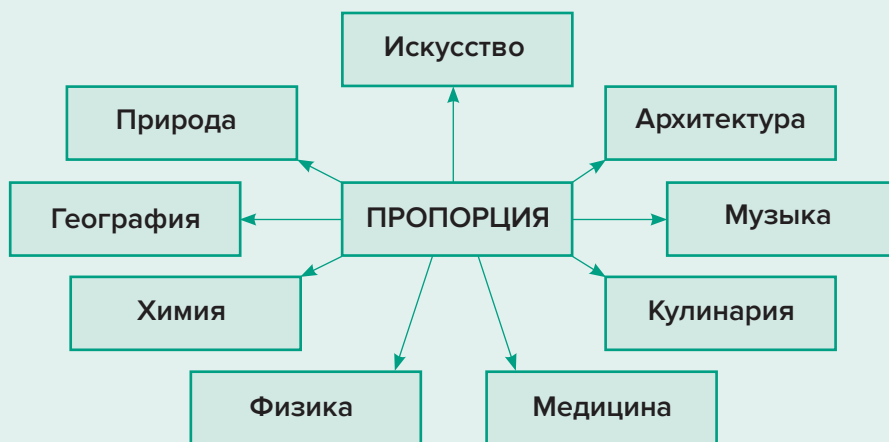 Искусство
Природа
Архитектура
География
ПРОПОРЦИЯ
Музыка
Химия
Кулинария
Физика
Медицина